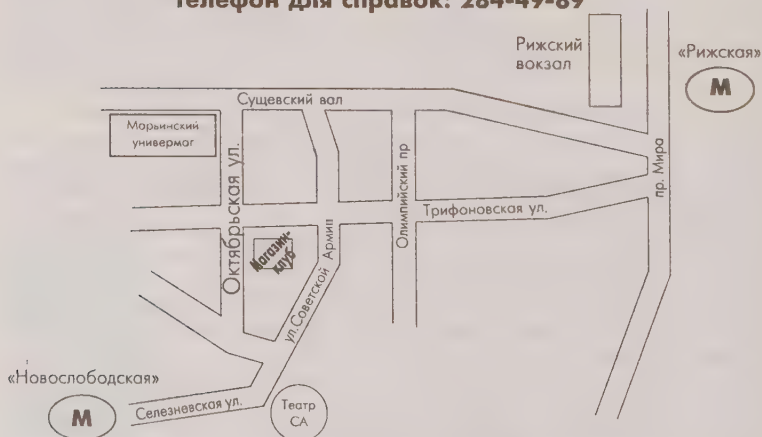 Телефон для справок: 284-49-89
Рижский
вокзал
«Рижская»
М
Сущевский вал
Марьинский
универмаг
Октябрьская ул.
Олимпийский пр
пр. Мира
Трифоновская ул.
Магазин-
клуб
ул. Советской Армии
«Новослободская»
М
Селезневская ул.
Театр
СА